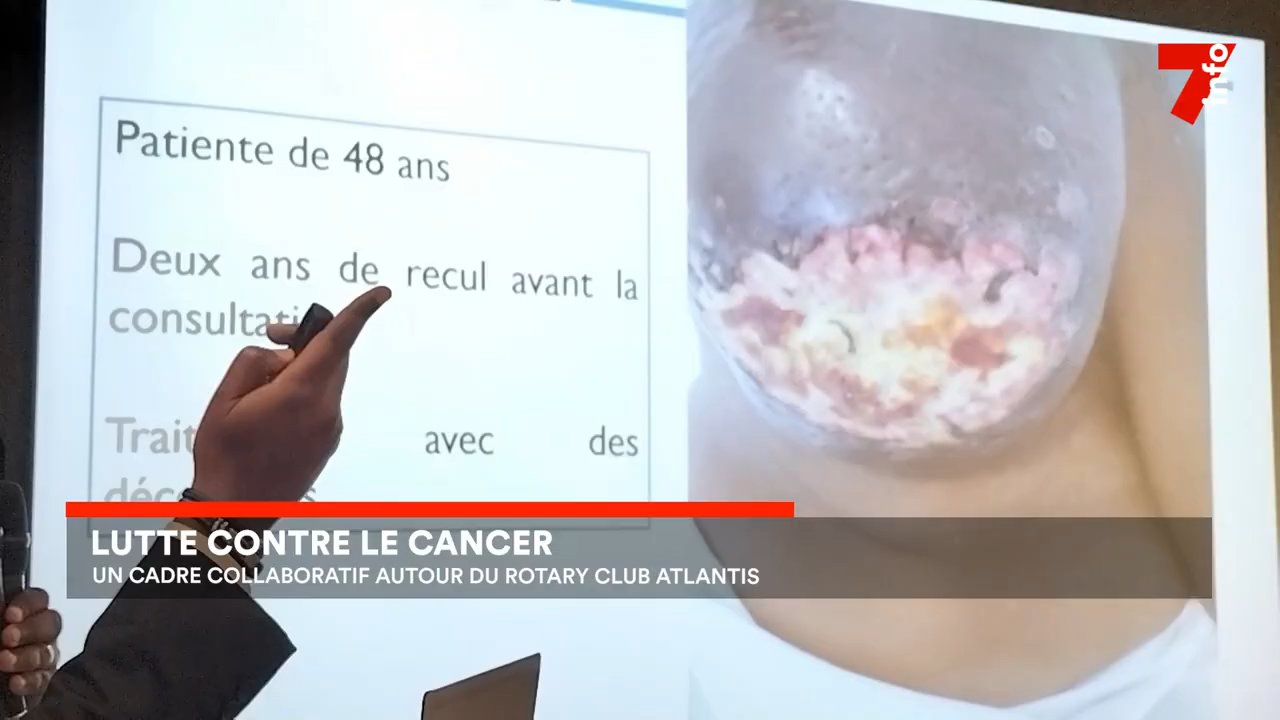 Patiente de 48 ans
Deux ans de recul avant la
avec des
7 info
LUTTE CONTRE LE CANCER
UN CADRE COLLABORATIF AUTOUR DU ROTARY CLUB ATLANTIS